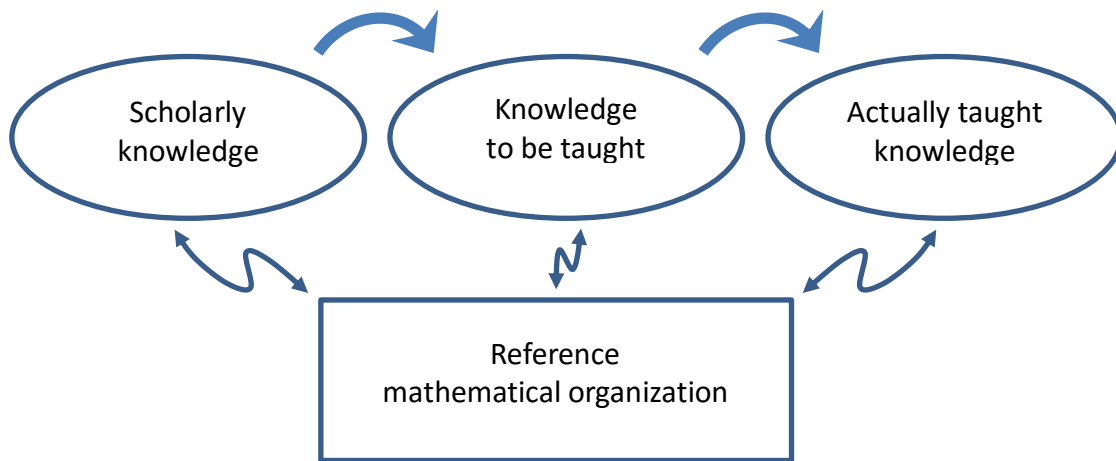 Scholarly
knowledge
Knowledge
to be taught
Actually taught
knowledge
Reference
mathematical organization